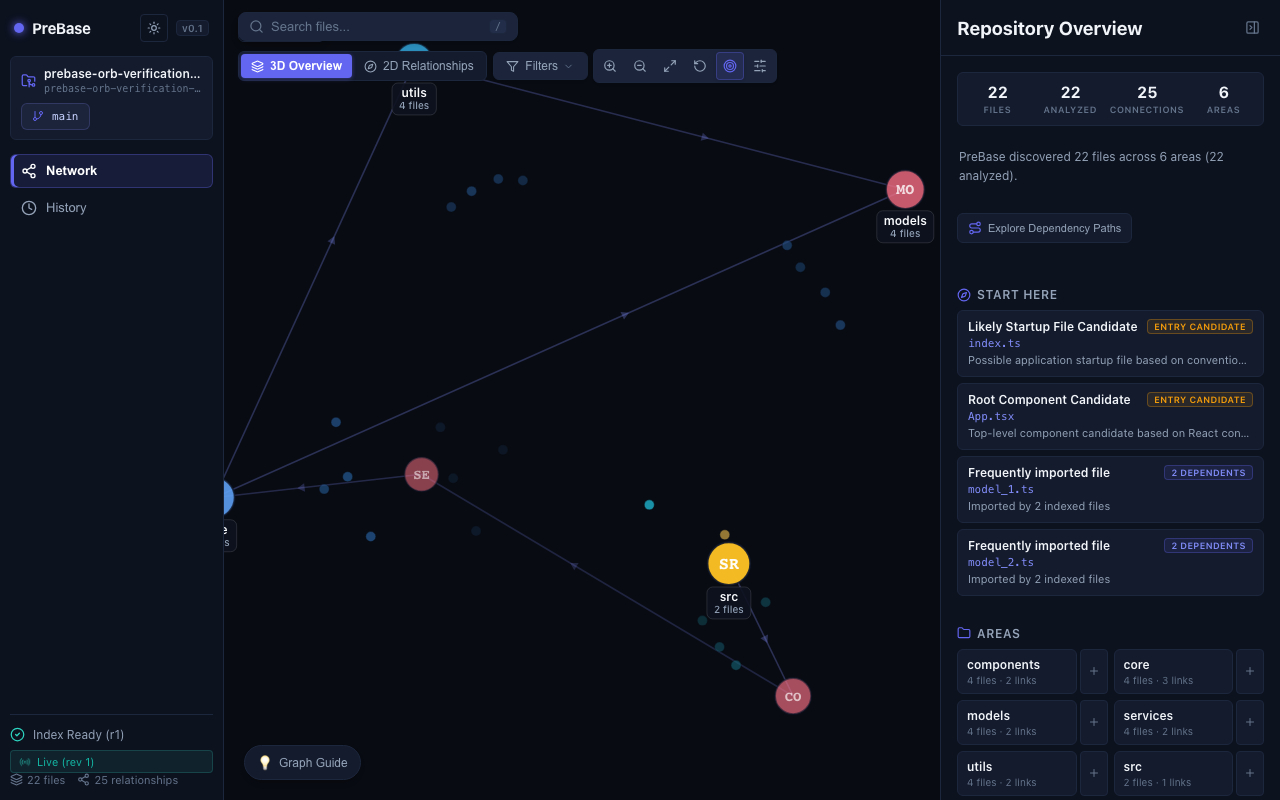 PreBase
v0.1
prebase-orb-verification...
prebase-orb-verification-...
main
Network
History
Index Ready (r1)
Live (rev 1)
22 files
25 relationships
Search files...
/
3D Overview
2D Relationships
Filters
utils
4 files
MO
models
4 files
SE
e
s
SR
src
2 files
CO
Graph Guide
Repository Overview
22
FILES
22
ANALYZED
25
CONNECTIONS
6
AREAS
PreBase discovered 22 files across 6 areas (22
analyzed).
Explore Dependency Paths
START HERE
Likely Startup File Candidate
ENTRY CANDIDATE
index.ts
Possible application startup file based on conventio...
Root Component Candidate
ENTRY CANDIDATE
App.tsx
Top-level component candidate based on React con...
Frequently imported file
2 DEPENDENTS
model_1.ts
Imported by 2 indexed files
Frequently imported file
2 DEPENDENTS
model_2.ts
Imported by 2 indexed files
AREAS
components
4 files · 2 links
+
core
4 files · 3 links
+
models
4 files · 2 links
+
services
4 files · 2 links
+
utils
4 files · 2 links
+
src
2 files · 1 links
+